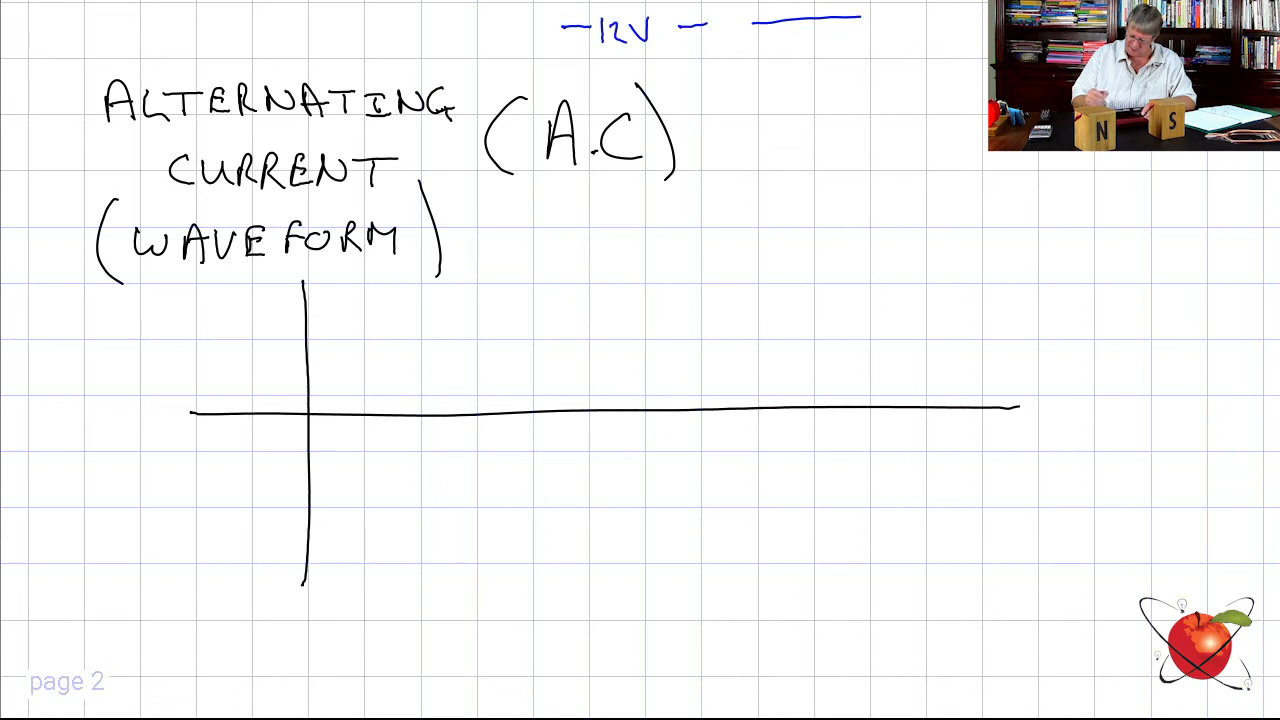 -12V -
ALTERNATING (A.C)
CURRENT
(WAVEFORM)
N S
page 2